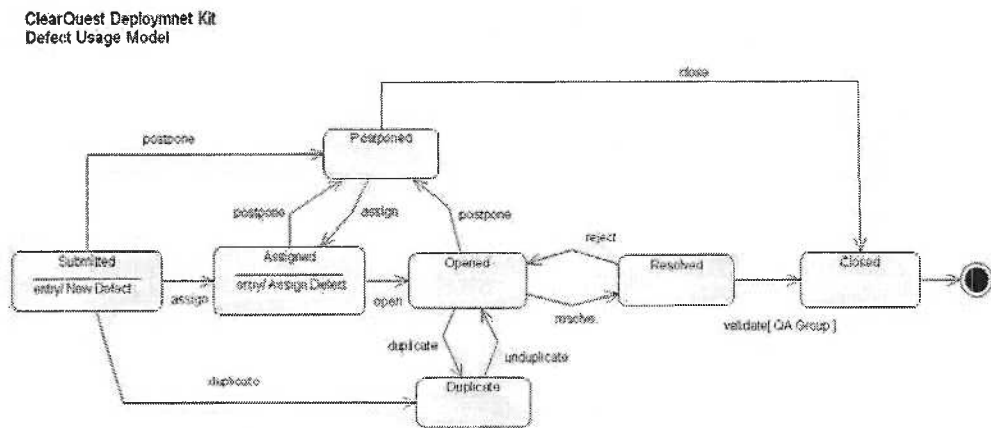 ClearQuest Deploymnet Kit
Defect Usage Model
close
postpone
Postponed
postpone
assign
postpone
Submitted
entry/ New Defect
assign
Assigned
entry/ Assign Defect
open
Opened
reject
resolve
Resolved
validate[ QA Group ]
Closed
duplicate
unduplicate
duplicate
Duplicate